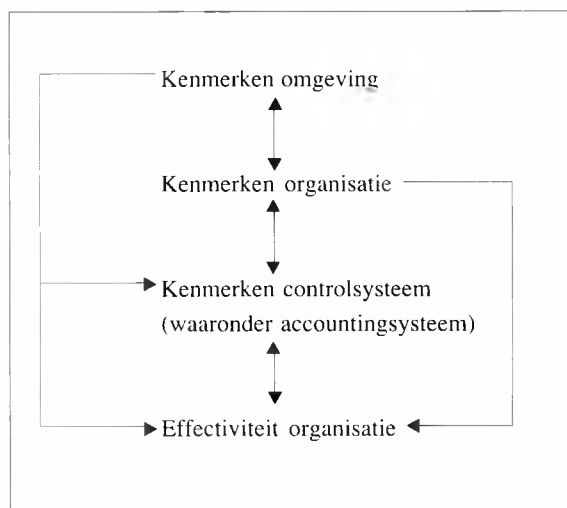 Kenmerken omgeving
Kenmerken organisatie
Kenmerken controlsysteem
(waaronder accountingsysteem)
Effectiviteit organisatie